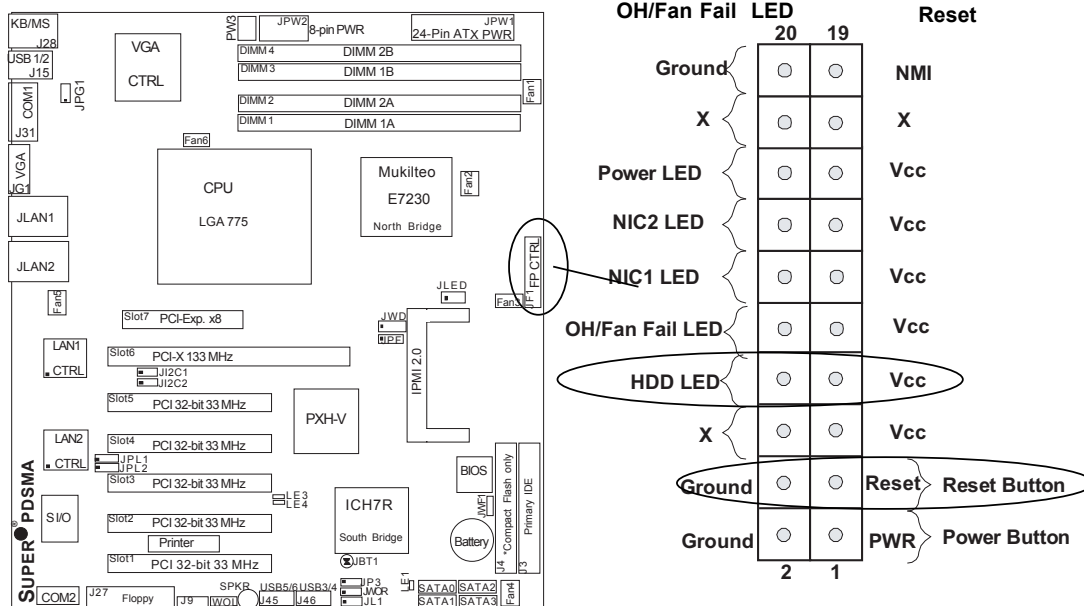 KB/MS
J28
USB 1/2
J15
COM1
J31
VGA
JG1
JLAN1
JLAN2
Fan5
JPG1
VGA
CTRL
PW3
JPW2
8-pin PWR
JPW1
24-Pin ATX PWR
DIMM 4 DIMM 2B
DIMM 3 DIMM 1B
DIMM 2 DIMM 2A
DIMM 1 DIMM 1A
Fan1
Fan6
CPU
LGA 775
Mukilteo
E7230
North Bridge
Fan2
FP CTRL
JF1
Fan3
JLED
JWD
JPF
IPMI 2.0
Slot7 PCI-Exp. x8
LAN1
CTRL
Slot6 PCI-X 133 MHz
JI2C1
JI2C2
Slot5 PCI 32-bit 33 MHz
PXH-V
LAN2
CTRL
Slot4 PCI 32-bit 33 MHz
JPL1
JPL2
Slot3 PCI 32-bit 33 MHz
LE3
LE4
S I/O
Slot2 PCI 32-bit 33 MHz
Printer
Slot1 PCI 32-bit 33 MHz
ICH7R
South Bridge
JBT1
BIOS
JWF1
Battery
J4 *Compact Flash only
J3 Primary IDE
SUPER® PDSMA
COM2
J27
Floppy
J9
WOL
SPKR
USB5/6
J45
USB3/4
J46
JP3
JWOR
JL1
LE1
SATA0 SATA2
SATA1 SATA3
Fan4
OH/Fan Fail LED Reset
20 19
Ground NMI
X X
Power LED Vcc
NIC2 LED Vcc
NIC1 LED Vcc
OH/Fan Fail LED Vcc
HDD LED Vcc
X Vcc
Ground Reset Reset Button
Ground PWR Power Button
2 1